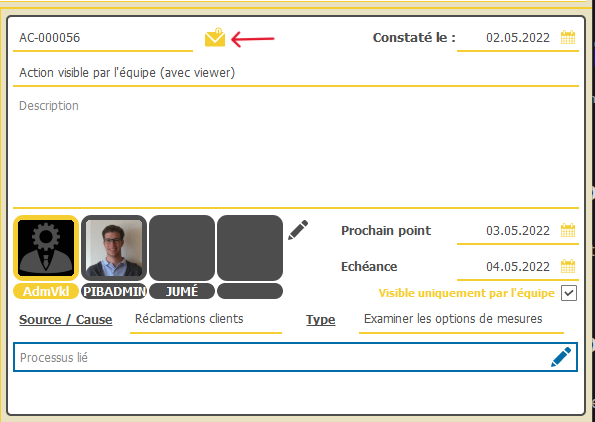 AC-000056 Constaté le : 02.05.2022
Action visible par l'équipe (avec viewer)
Description
Prochain point 03.05.2022
Echéance 04.05.2022
AdmVkl PIBADMIN JUMÉ
Visible uniquement par l'équipe
Source / Cause Réclamations clients Type Examiner les options de mesures
Processus lié